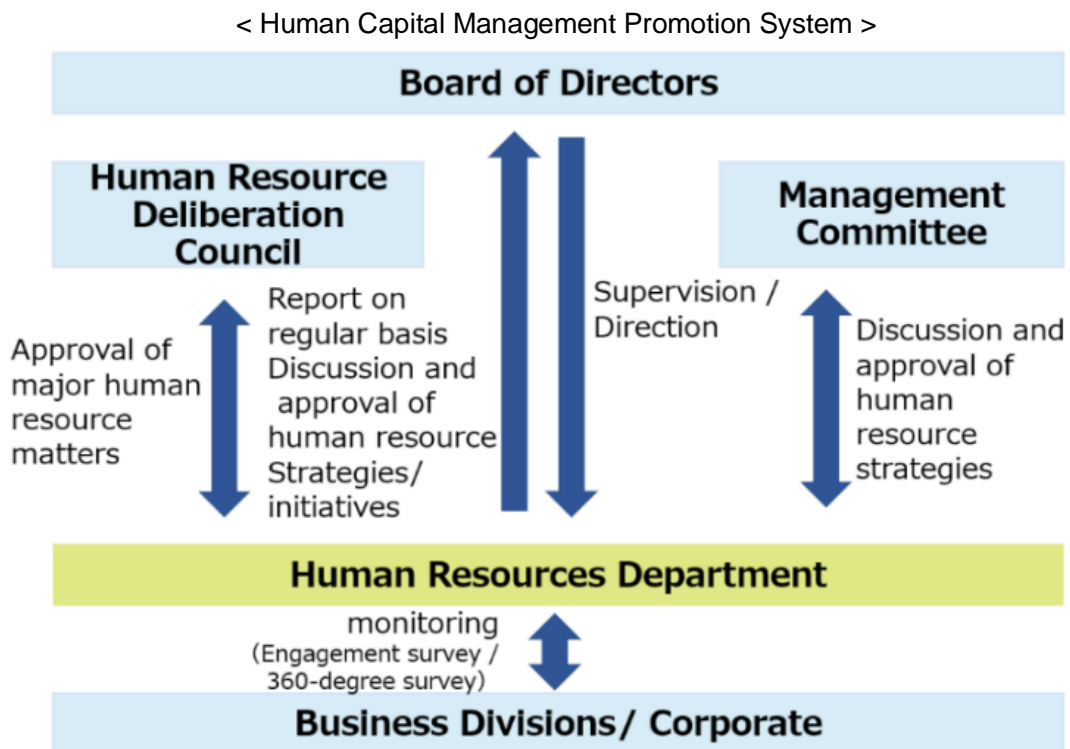 < Human Capital Management Promotion System >
Board of Directors
Human Resource
Deliberation
Council
Management
Committee
Approval of
major human
resource
matters
Report on
regular basis
Discussion and
approval of
human resource
Strategies/
initiatives
Supervision /
Direction
Discussion and
approval of
human
resource
strategies
Human Resources Department
monitoring
(Engagement survey /
360-degree survey)
Business Divisions/ Corporate